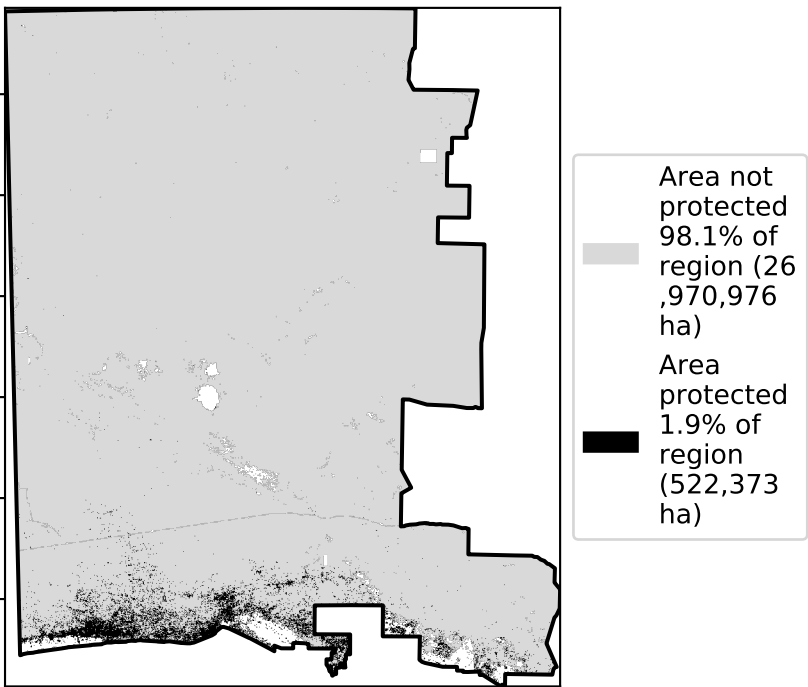 Area not
protected
98.1% of
region (26
,970,976
ha)
Area
protected
1.9% of
region
(522,373
ha)